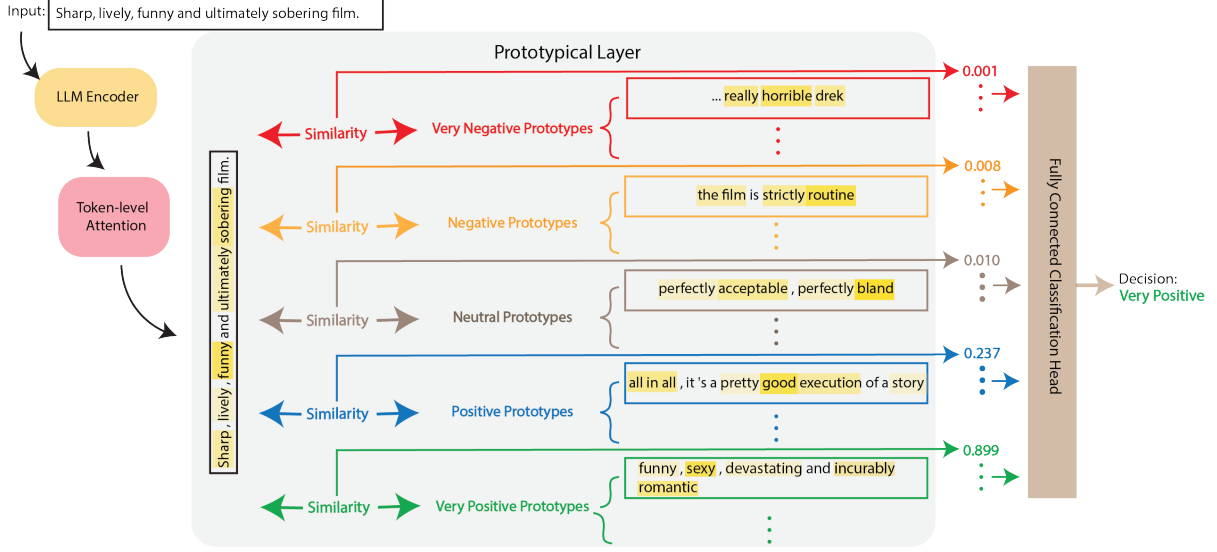 Input:
Sharp, lively, funny and ultimately sobering film.
LLM Encoder
Token-level
Attention
Sharp , lively , funny and ultimately sobering film.
Prototypical Layer
Similarity
Very Negative Prototypes
... really horrible drek
0.001
Similarity
Negative Prototypes
the film is strictly routine
0.008
Similarity
Neutral Prototypes
perfectly acceptable , perfectly bland
0.010
Similarity
Positive Prototypes
all in all , it 's a pretty good execution of a story
0.237
Similarity
Very Positive Prototypes
funny , sexy , devastating and incurably
romantic
0.899
Fully Connected Classification Head
Decision:
Very Positive